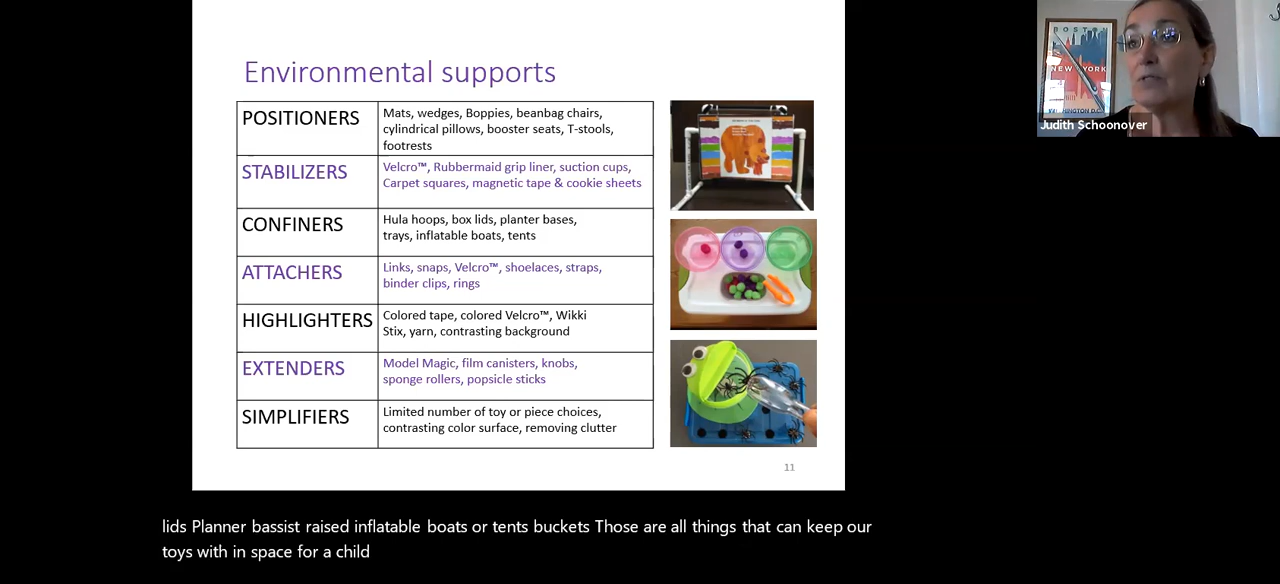 Environmental supports
POSITIONERS
Mats, wedges, Boppies, beanbag chairs,
cylindrical pillows, booster seats, T-stools,
footrests
STABILIZERS
Velcro™, Rubbermaid grip liner, suction cups,
Carpet squares, magnetic tape & cookie sheets
CONFINERS
Hula hoops, box lids, planter bases,
trays, inflatable boats, tents
ATTACHERS
Links, snaps, Velcro™, shoelaces, straps,
binder clips, rings
HIGHLIGHTERS
Colored tape, colored Velcro™, Wikki
Stix, yarn, contrasting background
EXTENDERS
Model Magic, film canisters, knobs,
sponge rollers, popsicle sticks
SIMPLIFIERS
Limited number of toy or piece choices,
contrasting color surface, removing clutter
11
BOSTON
NEW YORK
Judith Schoonover
lids Planner bassist raised inflatable boats or tents buckets Those are all things that can keep our
toys with in space for a child